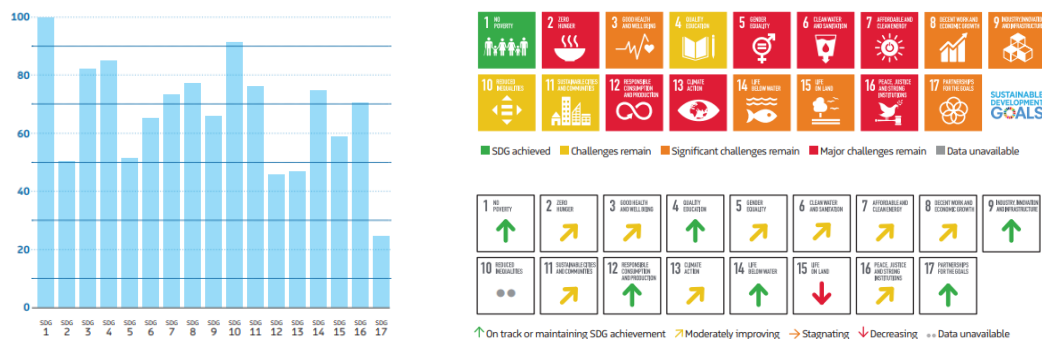 100
80
60
40
20
0
SDG 1
SDG 2
SDG 3
SDG 4
SDG 5
SDG 6
SDG 7
SDG 8
SDG 9
SDG 10
SDG 11
SDG 12
SDG 13
SDG 14
SDG 15
SDG 16
SDG 17
1 NO
POVERTY
2 ZERO
HUNGER
3 GOOD HEALTH
AND WELL BEING
4 QUALITY
EDUCATION
5 GENDER
EQUALITY
6 CLEAN WATER
AND SANITATION
7 AFFORDABLE AND
CLEAN ENERGY
8 DECENT WORK AND
ECONOMIC GROWTH
9 INDUSTRY, INNOVATION
AND INFRASTRUCTURE
10 REDUCED
INEQUALITIES
11 SUSTAINABLE CITIES
AND COMMUNITIES
12 RESPONSIBLE
CONSUMPTION
AND PRODUCTION
13 CLIMATE
ACTION
14 LIFE
BELOW WATER
15 LIFE
ON LAND
16 PEACE, JUSTICE
AND STRONG
INSTITUTIONS
17 PARTNERSHIPS
FOR THE GOALS
SUSTAINABLE
DEVELOPMENT
GOALS
SDG achieved
Challenges remain
Significant challenges remain
Major challenges remain
Data unavailable
1 NO
POVERTY
2 ZERO
HUNGER
3 GOOD HEALTH
AND WELL BEING
4 QUALITY
EDUCATION
5 GENDER
EQUALITY
6 CLEAN WATER
AND SANITATION
7 AFFORDABLE AND
CLEAN ENERGY
8 DECENT WORK AND
ECONOMIC GROWTH
9 INDUSTRY, INNOVATION
AND INFRASTRUCTURE
10 REDUCED
INEQUALITIES
11 SUSTAINABLE CITIES
AND COMMUNITIES
12 RESPONSIBLE
CONSUMPTION
AND PRODUCTION
13 CLIMATE
ACTION
14 LIFE
BELOW WATER
15 LIFE
ON LAND
16 PEACE, JUSTICE
AND STRONG
INSTITUTIONS
17 PARTNERSHIPS
FOR THE GOALS
On track or maintaining SDG achievement
Moderately improving
Stagnating
Decreasing
Data unavailable